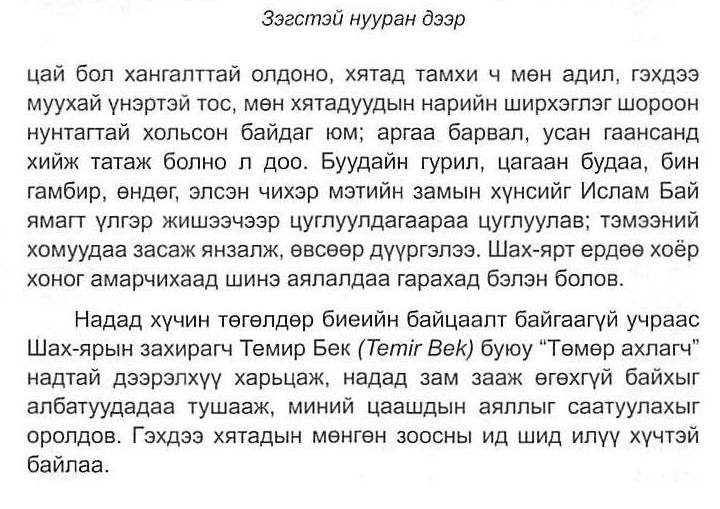 Зэгстэй нууран дээр
цай бол хангалттай олдоно, хятад тамхи ч мөн адил, гэхдээ
муухай үнэртэй тос, мөн хятадуудын нарийн ширхэглэг шороон
нунтагтай хольсон байдаг юм; аргаа барвал, усан гаансанд
хийж татаж болно л доо. Буудайн гурил, цагаан будаа, бин
гамбир, өндөг, элсэн чихэр мэтийн замын хүнсийг Ислам Бай
ямагт үлгэр жишээчээр цуглуулдагаараа цуглуулав; тэмээний
хомуудаа засаж янзалж, өвсөөр дүүргэлээ. Шах-ярт ердөө хоёр
хоног амарчихаад шинэ аялалдаа гарахад бэлэн болов.
Надад хүчин төгөлдөр биеийн байцаалт байгаагүй учраас
Шах-ярын захирагч Темир Бек (Temir Bek) буюу “Төмөр ахлагч”
надтай дээрэлхүү харьцаж, надад зам зааж өгөхгүй байхыг
албатуудадаа тушааж, миний цаашдын аяллыг саатуулахыг
оролдов. Гэхдээ хятадын мөнгөн зоосны ид шид илүү хүчтэй
байлаа.